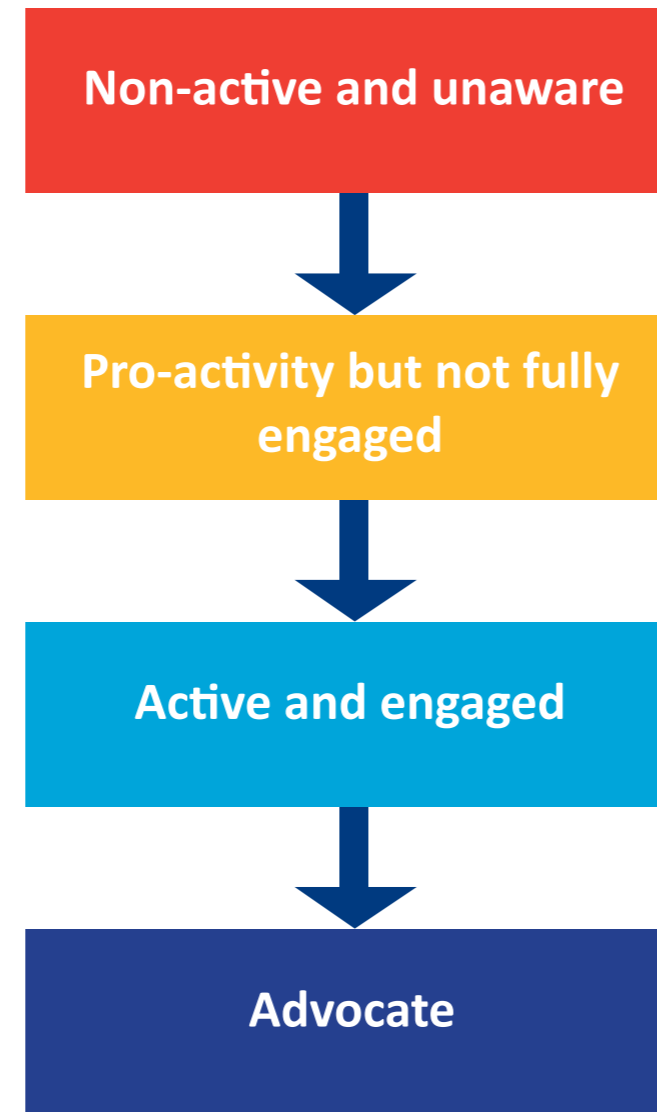 Non-active and unaware
Pro-activity but not fully
engaged
Active and engaged
Advocate